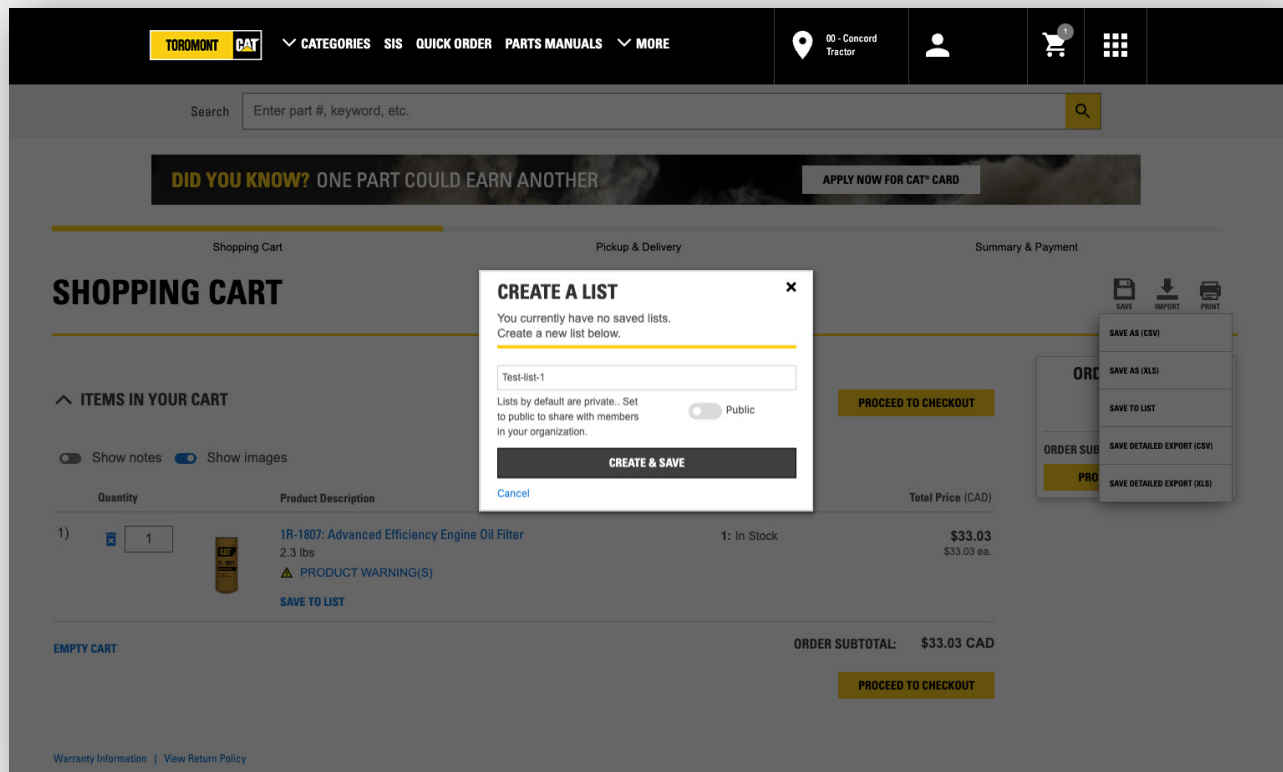 TOROMONT CAT
CATEGORIES SIS QUICK ORDER PARTS MANUALS MORE
00 - Concord
Tractor
1
Search
Enter part #, keyword, etc.
DID YOU KNOW? ONE PART COULD EARN ANOTHER
APPLY NOW FOR CAT® CARD
Shopping Cart
Pickup & Delivery
Summary & Payment
SHOPPING CART
SAVE
IMPORT
PRINT
SAVE AS (CSV)
SAVE AS (XLS)
SAVE TO LIST
SAVE DETAILED EXPORT (CSV)
SAVE DETAILED EXPORT (XLS)
CREATE A LIST
You currently have no saved lists.
Create a new list below.
Test-list-1
Lists by default are private.. Set
to public to share with members
in your organization.
Public
CREATE & SAVE
Cancel
ITEMS IN YOUR CART
PROCEED TO CHECKOUT
ORD
ORDER SUB
PRO
Show notes
Show images
Quantity
Product Description
Total Price (CAD)
1)
1
CAT
1R-1807: Advanced Efficiency Engine Oil Filter
2.3 lbs
PRODUCT WARNING(S)
SAVE TO LIST
1: In Stock
$33.03
$33.03 ea.
EMPTY CART
ORDER SUBTOTAL: $33.03 CAD
PROCEED TO CHECKOUT
Warranty Information | View Return Policy